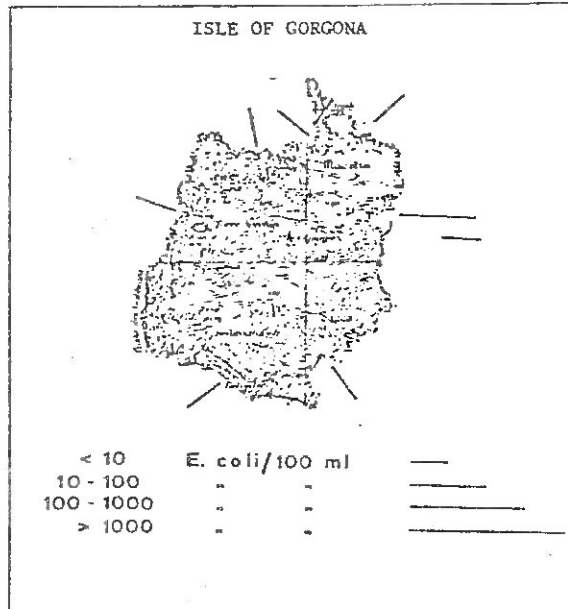 ISLE OF GORGONA
< 10 E. coli/100 ml
10 - 100 " "
100 - 1000 " "
> 1000 " "